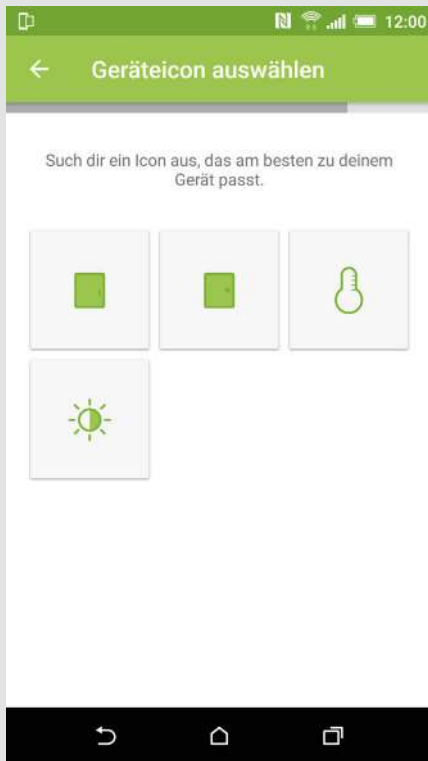 12:00
Geräteicon auswählen
Such dir ein Icon aus, das am besten zu deinem
Gerät passt.